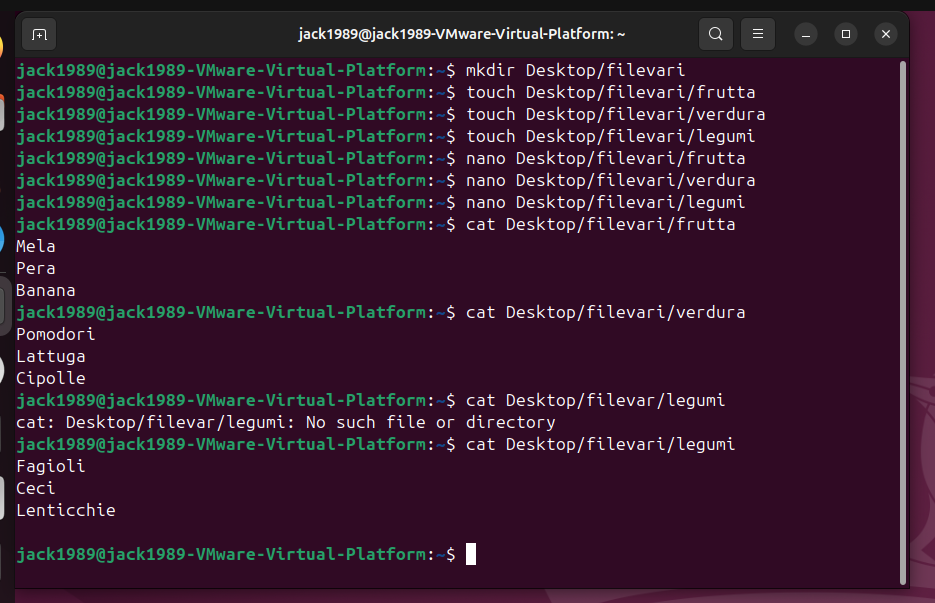 jack1989@jack1989-VMware-Virtual-Platform: ~
jack1989@jack1989-VMware-Virtual-Platform:~$ mkdir Desktop/filevari
jack1989@jack1989-VMware-Virtual-Platform:~$ touch Desktop/filevari/frutta
jack1989@jack1989-VMware-Virtual-Platform:~$ touch Desktop/filevari/verdura
jack1989@jack1989-VMware-Virtual-Platform:~$ touch Desktop/filevari/legumi
jack1989@jack1989-VMware-Virtual-Platform:~$ nano Desktop/filevari/frutta
jack1989@jack1989-VMware-Virtual-Platform:~$ nano Desktop/filevari/verdura
jack1989@jack1989-VMware-Virtual-Platform:~$ nano Desktop/filevari/legumi
jack1989@jack1989-VMware-Virtual-Platform:~$ cat Desktop/filevari/frutta
Mela
Pera
Banana
jack1989@jack1989-VMware-Virtual-Platform:~$ cat Desktop/filevari/verdura
Pomodori
Lattuga
Cipolle
jack1989@jack1989-VMware-Virtual-Platform:~$ cat Desktop/filevar/legumi
cat: Desktop/filevar/legumi: No such file or directory
jack1989@jack1989-VMware-Virtual-Platform:~$ cat Desktop/filevari/legumi
Fagioli
Ceci
Lenticchie
jack1989@jack1989-VMware-Virtual-Platform:~$